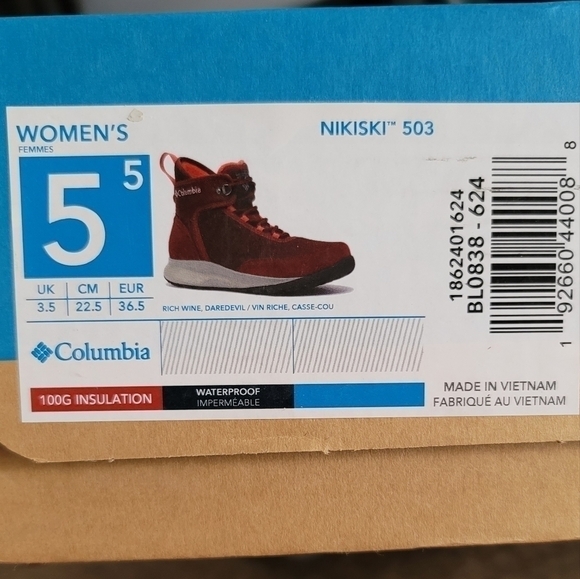 WOMEN'S
FEMMES
NIKISKI™ 503
5 5
UK CM EUR
3.5 22.5 36.5
Columbia
RICH WINE, DAREDEVIL / VIN RICHE, CASSE-COU
Columbia
100G INSULATION
WATERPROOF
IMPERMÉABLE
1862401624
BL0838 - 624
1 92660 44008 8
MADE IN VIETNAM
FABRIQUÉ AU VIETNAM